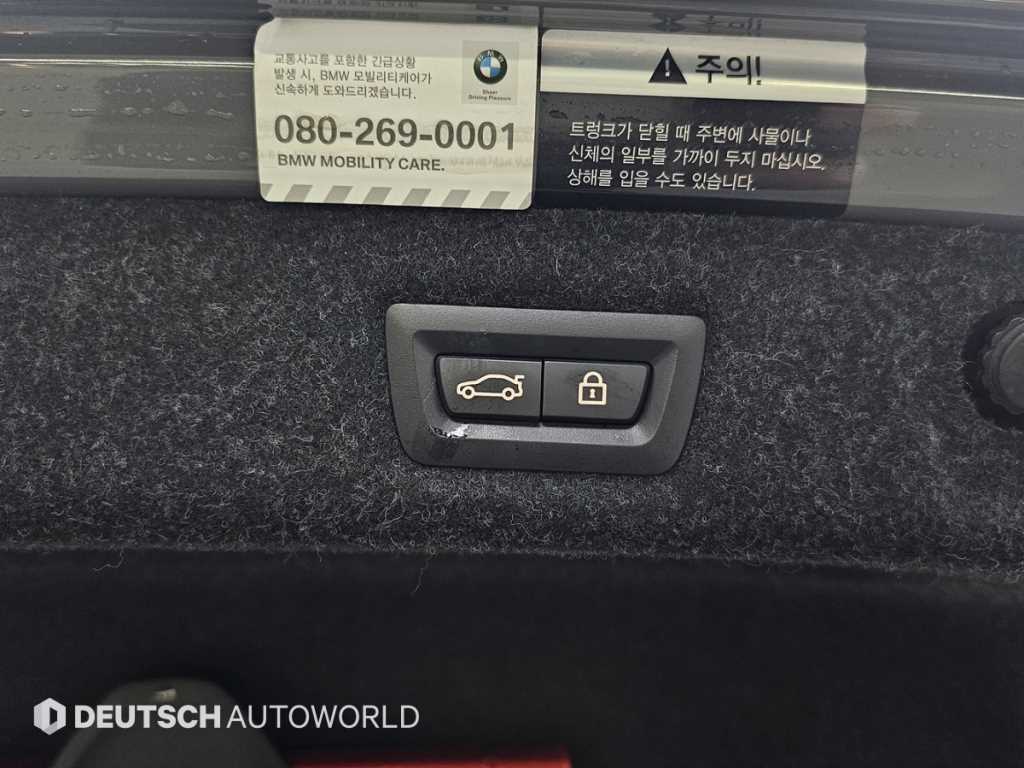 교통사고를 포함한 긴급상황
발생 시, BMW 모빌리티케어가
신속하게 도와드리겠습니다.
BMW
Sheer
Driving Pleasure
080-269-0001
BMW MOBILITY CARE.
주의!
트렁크가 닫힐 때 주변에 사물이나
신체의 일부를 가까이 두지 마십시오.
상해를 입을 수도 있습니다.
DEUTSCH AUTOWORLD